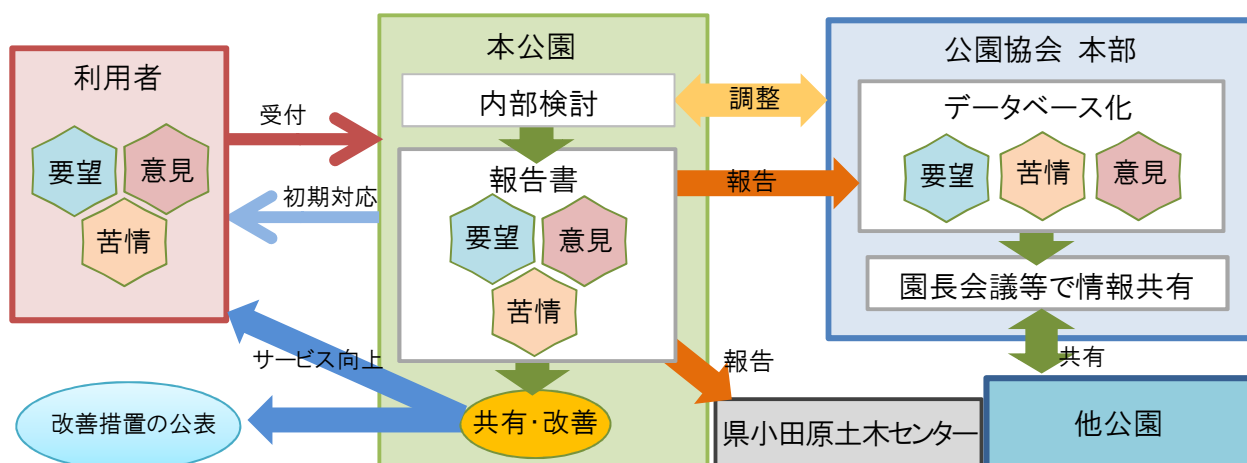 利用者
要望
意見
苦情
受付
初期対応
サービス向上
改善措置の公表
本公園
内部検討
報告書
要望
意見
苦情
共有・改善
調整
報告
報告
県小田原土木センター
公園協会 本部
データベース化
要望
苦情
意見
園長会議等で情報共有
共有
他公園